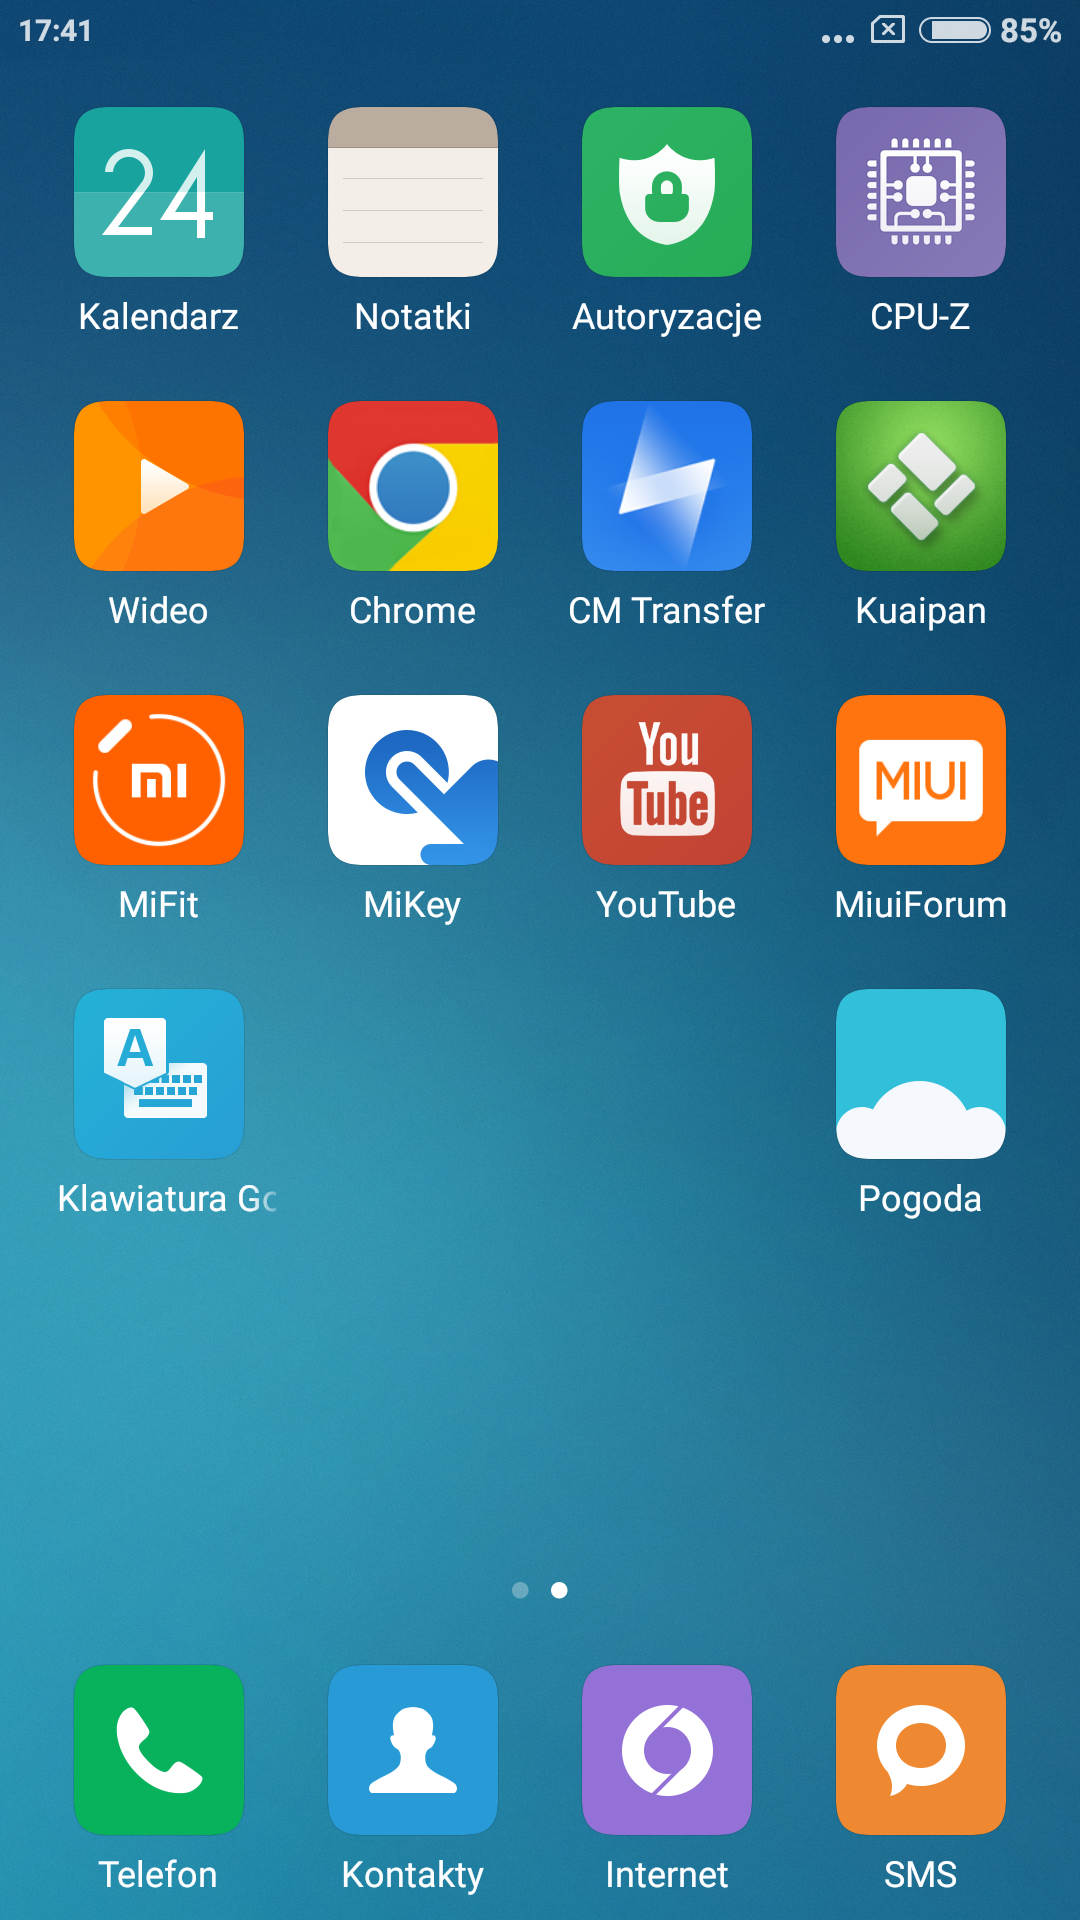 17:41 ... 85%
24
Kalendarz Notatki Autoryzacje CPU-Z
Wideo Chrome CM Transfer Kuaipan
MI You Tube MIUI
MiFit MiKey YouTube MiuiForum
A
Klawiatura Go Pogoda
Telefon Kontakty Internet SMS